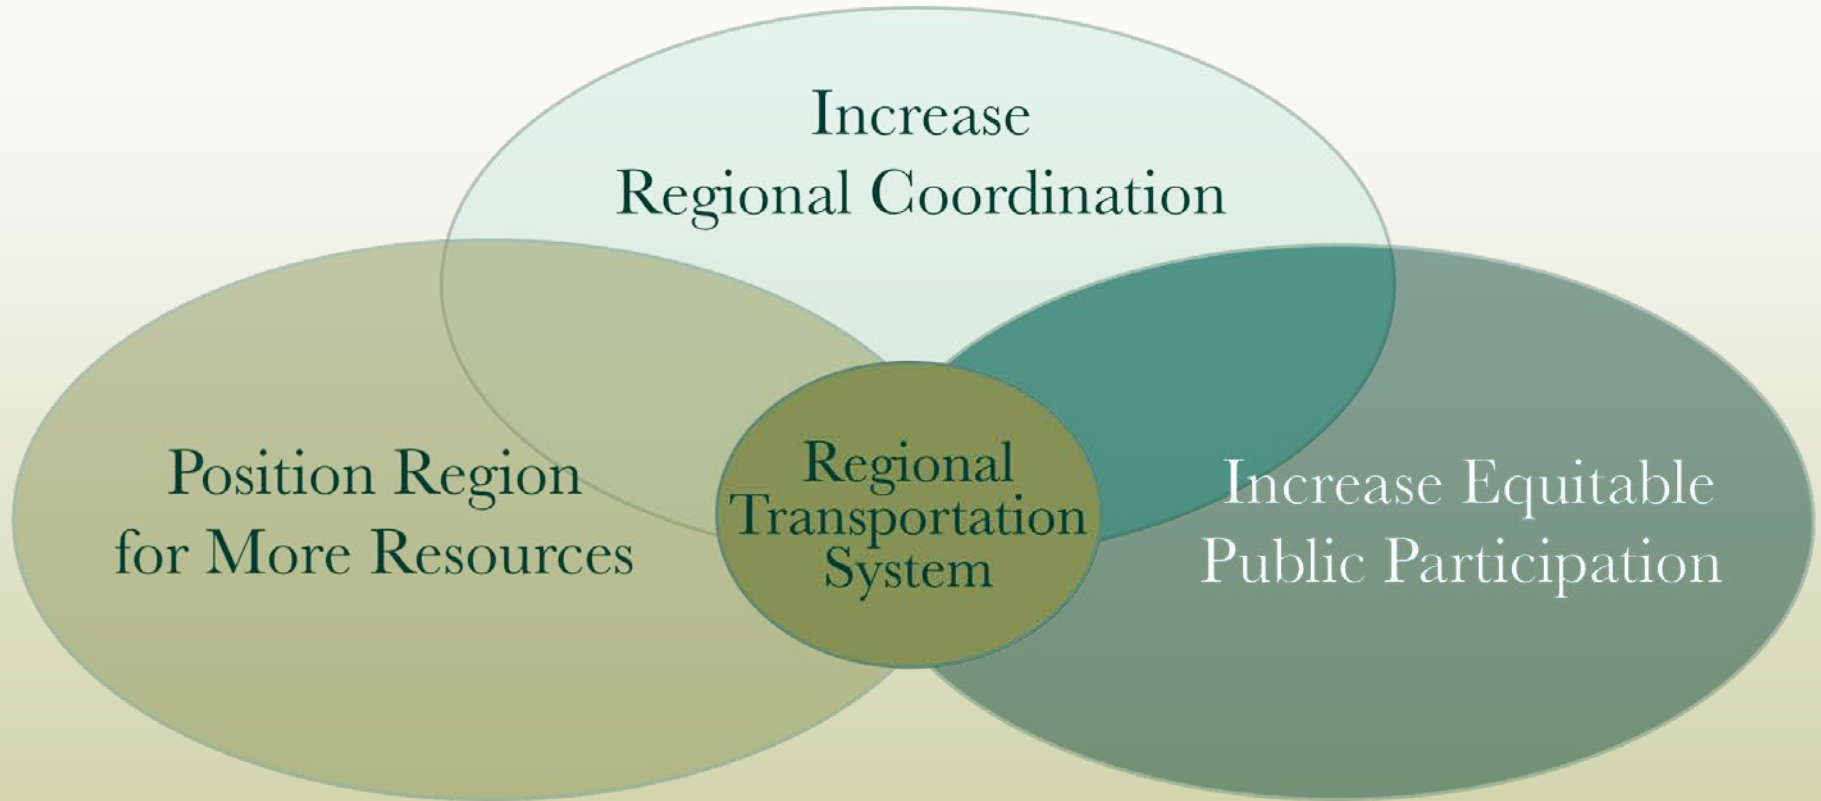 Increase
Regional Coordination
Position Region
for More Resources
Regional
Transportation
System
Increase Equitable
Public Participation